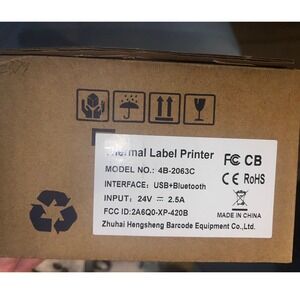 Thermal Label Printer
MODEL NO.: 4B-2063C
INTERFACE: USB+Bluetooth
INPUT: 24V ⎓ 2.5A
FCC ID:2A6Q0-XP-420B
Zhuhai Hengsheng Barcode Equipment Co.,Ltd.
FC CB
CE RoHS
MADE IN CHINA